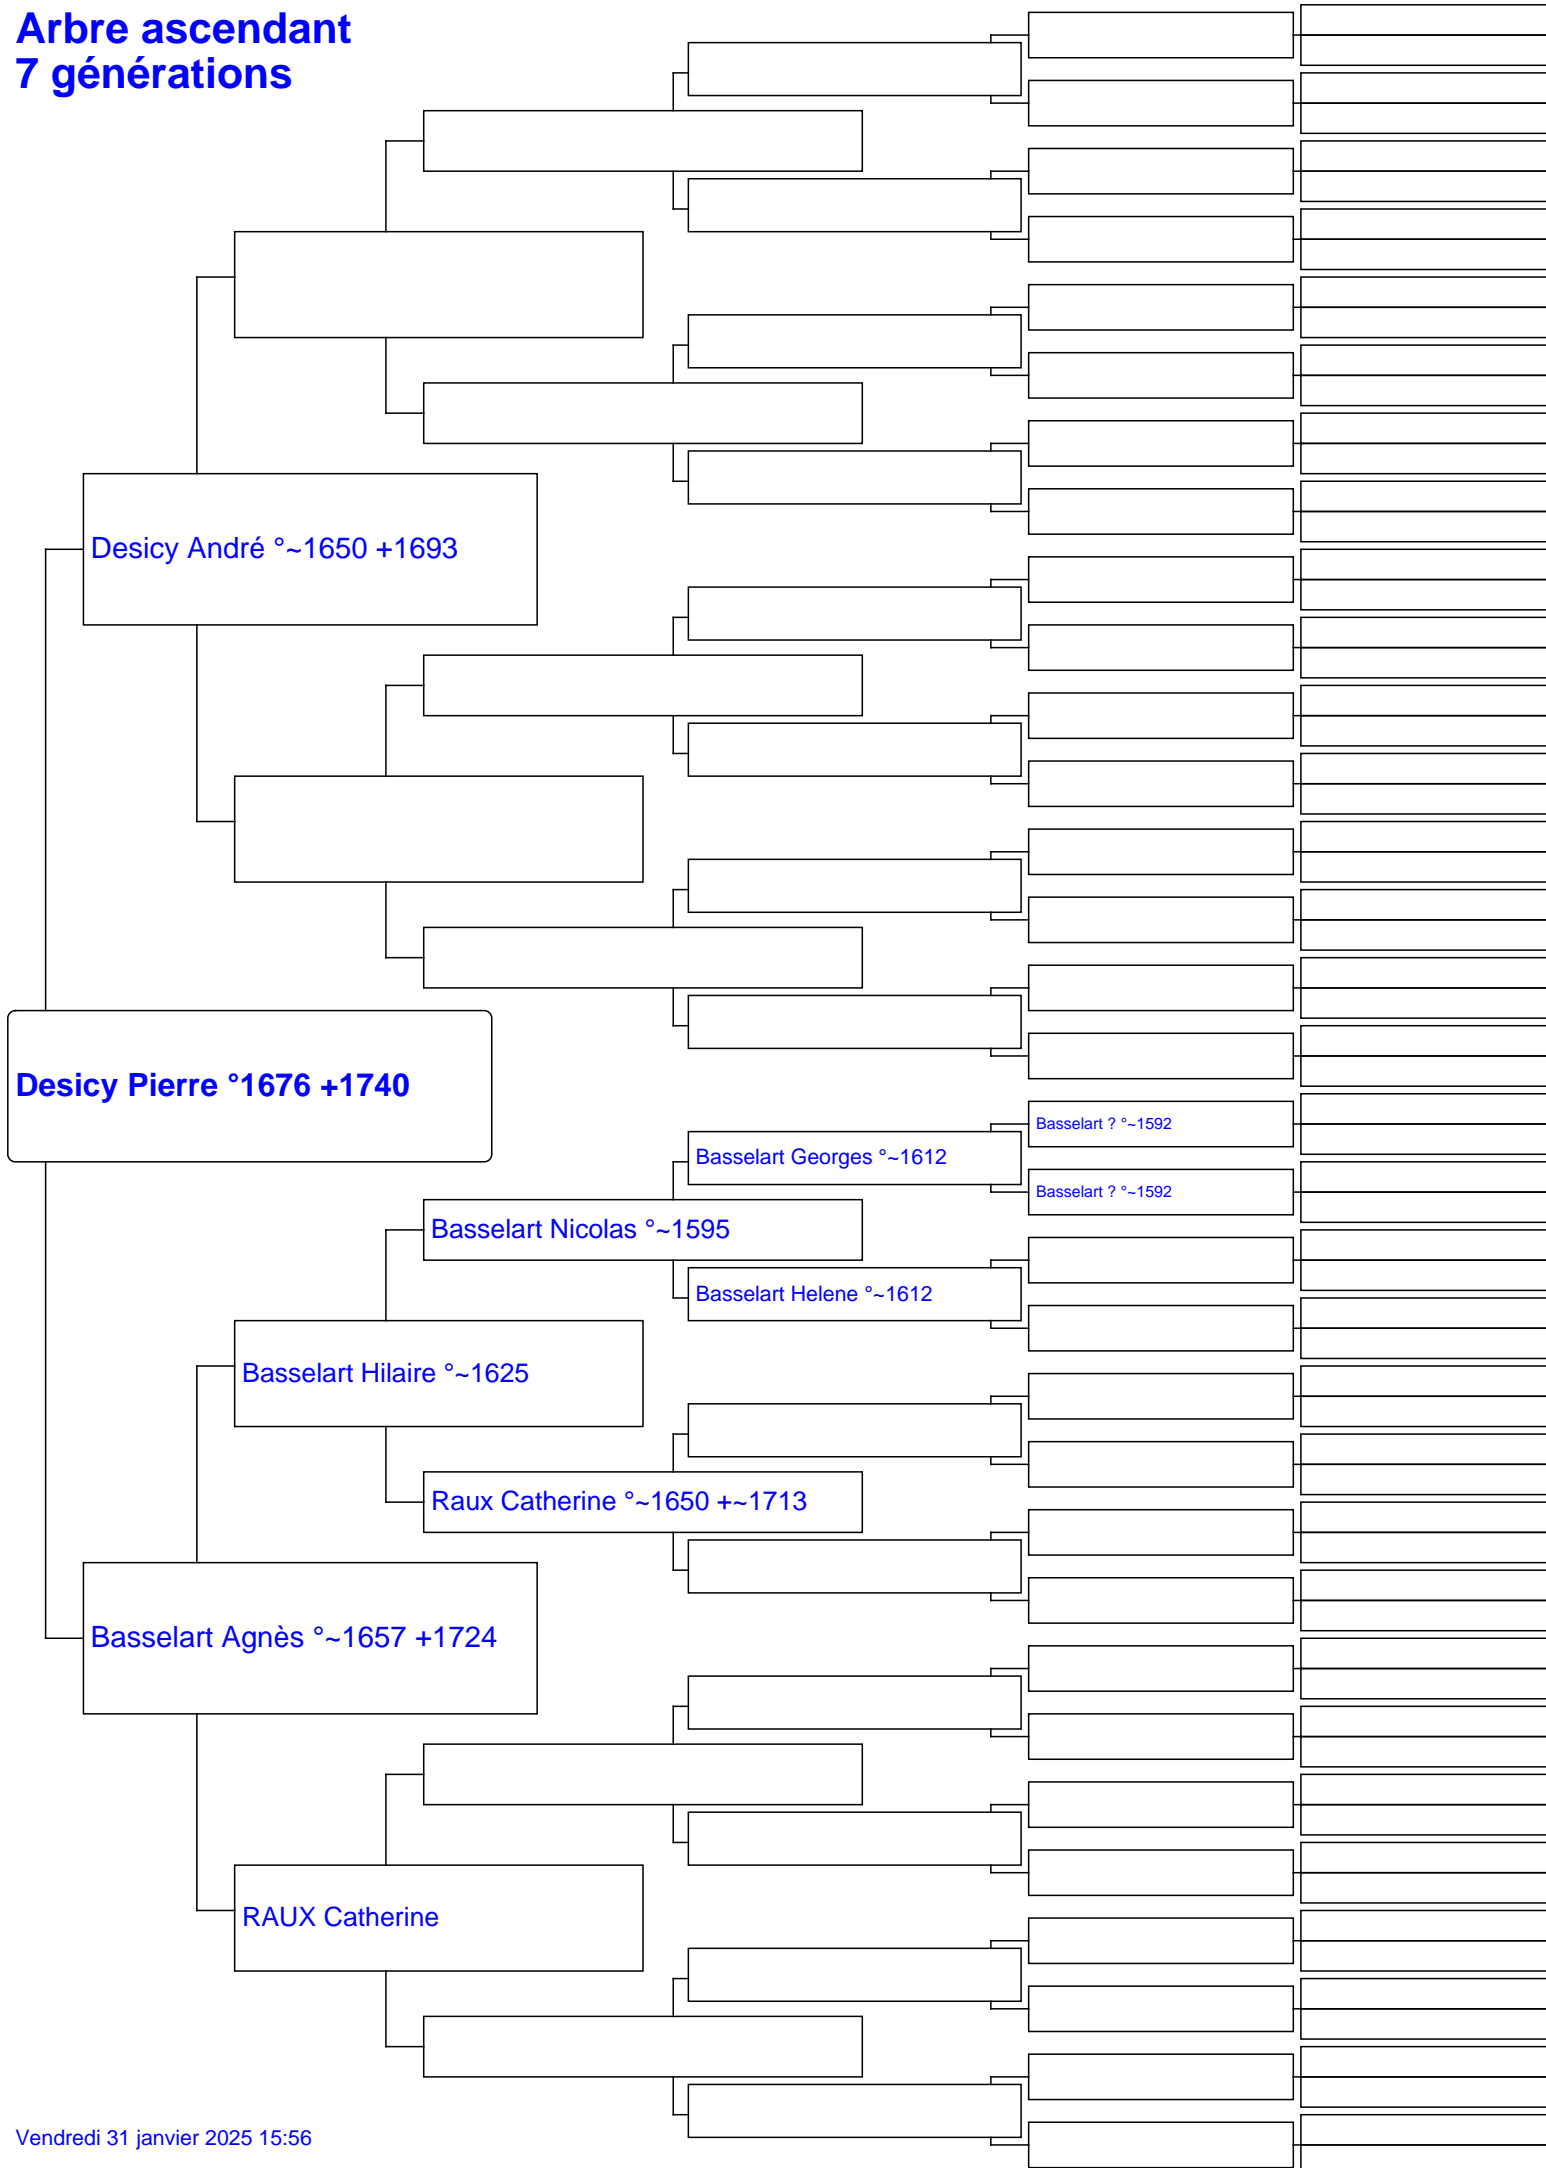 Arbre ascendant
7 générations
Desicy André °~1650 +1693
Desicy Pierre °1676 +1740
Basselart ? °~1592
Basselart Georges °~1612
Basselart ? °~1592
Basselart Nicolas °~1595
Basselart Helene °~1612
Basselart Hilaire °~1625
Raux Catherine °~1650 +~1713
Basselart Agnès °~1657 +1724
RAUX Catherine
Vendredi 31 janvier 2025 15:56